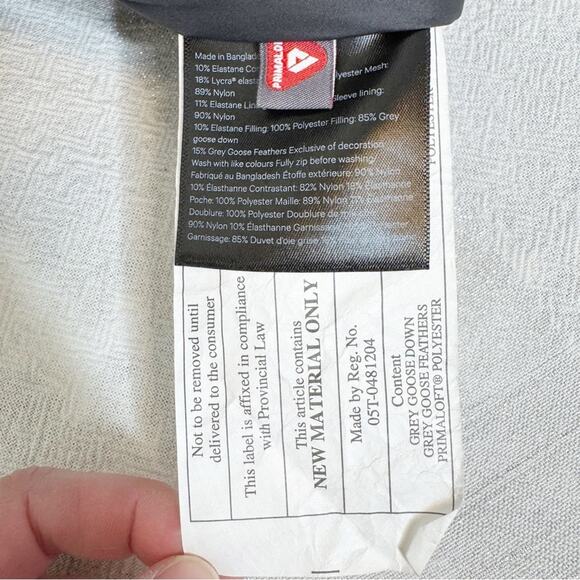 PRIMALOFT
Made in Banglad
10% Elastane Co
18% Lycra® elast yester Mesh:
89% Nylon
11% Elastane Lin leeve lining:
90% Nylon
10% Elastane Filling: 100% Polyester Filling: 85% Grey
goose down
15% Grey Goose Feathers Exclusive of decoration
Wash with like colours Fully zip before washing
Fabriqué au Bangladesh Étoffe extérieure: 90% Nylon
10% Élasthanne Contrastant: 82% Nylon 18% Élasthanne
Poche: 100% Polyester Maille: 89% Nylon 11% Élasthanne
Doublure: 100% Polyester Doublure de
90% Nylon 10% Élasthanne Garnissage
Garnissage: 85% Duvet d'oie grise
Not to be removed until
delivered to the consumer
This label is affixed in compliance
with Provincial Law
This article contains
NEW MATERIAL ONLY
Made by Reg. No.
05T-0481204
Content
GREY GOOSE DOWN
GREY GOOSE FEATHERS
PRIMALOFT® POLYESTER